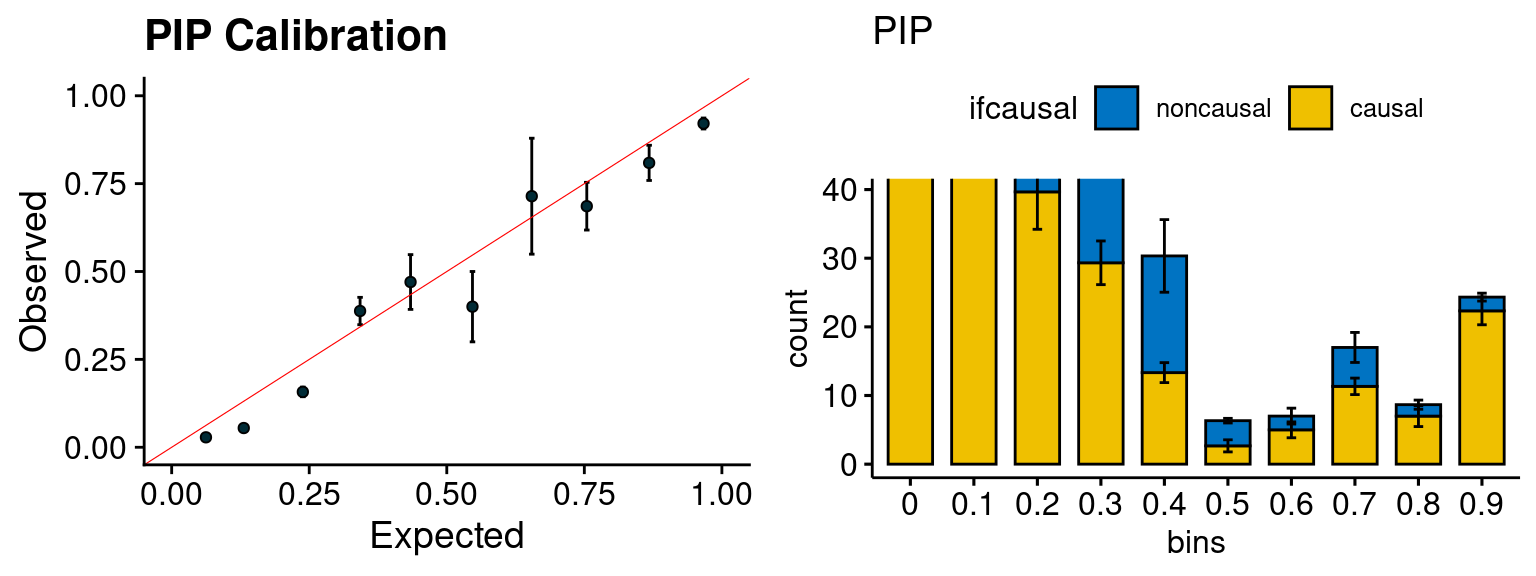 PIP Calibration
1.00
0.75
0.50
0.25
0.00
Observed
0.00 0.25 0.50 0.75 1.00
Expected
PIP
ifcausal noncausal causal
40
30
20
10
0
count
0 0.1 0.2 0.3 0.4 0.5 0.6 0.7 0.8 0.9
bins